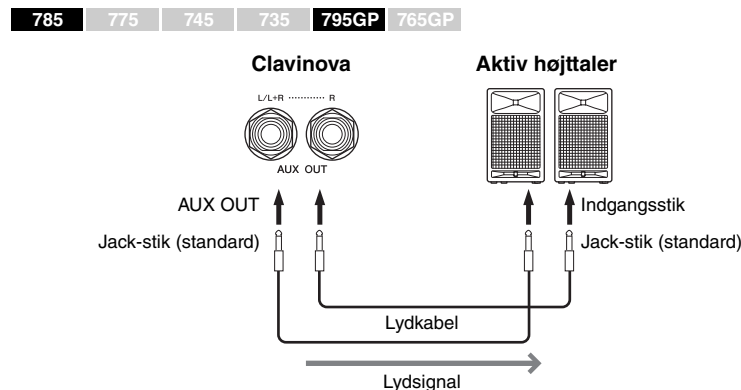 785 775 745 735 795GP 765GP
Clavinova Aktiv højttaler
L/L+R R
AUX OUT
AUX OUT Indgangsstik
Jack-stik (standard) Jack-stik (standard)
Lydkabel
Lydsignal